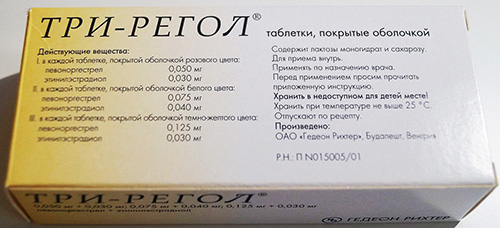 ТРИ-РЕГОЛ®
таблетки, покрытые оболочкой
Действующие вещества:
I. в каждой таблетке, покрытой оболочкой розового цвета:
левоноргестрел 0,050 мг
этинилэстрадиол 0,030 мг
II. в каждой таблетке, покрытой оболочкой белого цвета:
левоноргестрел 0,075 мг
этинилэстрадиол 0,040 мг
III. в каждой таблетке, покрытой оболочкой темно-желтого цвета:
левоноргестрел 0,125 мг
этинилэстрадиол 0,030 мг
Содержит лактозы моногидрат и сахарозу.
Для приема внутрь.
Применять по назначению врача.
Перед применением просим прочитать
приложенную инструкцию.
Хранить в недоступном для детей месте!
Хранить при температуре не выше 25 °C.
Отпускают по рецепту.
Произведено:
ОАО «Гедеон Рихтер», Будапешт, Венгрия
Р.Н.: П N015005/01
ТРИ-РЕГОЛ®
0,050 мг + 0,030 мг; 0,075 мг + 0,040 мг; 0,125 мг + 0,030 мг
левоноргестрел + этинилэстрадиол
ГЕДЕОН РИХТЕР